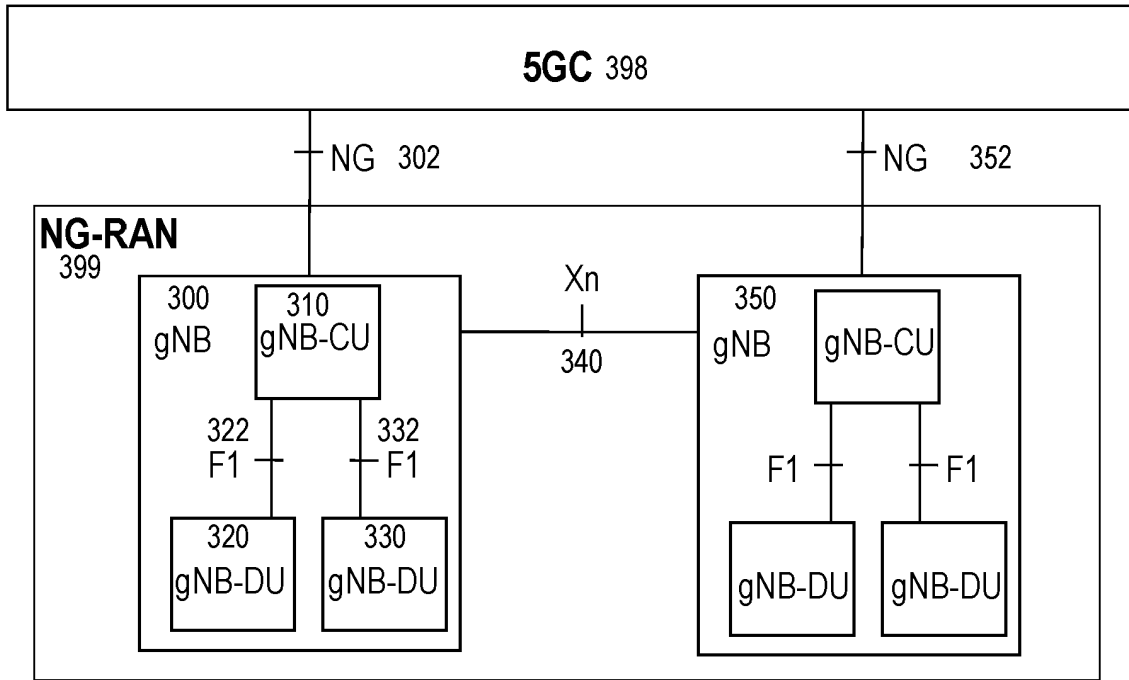 5GC 398
NG 302
NG 352
NG-RAN
399
300
gNB
310
gNB-CU
322
F1
332
F1
320
gNB-DU
330
gNB-DU
Xn
340
350
gNB
gNB-CU
F1
F1
gNB-DU
gNB-DU